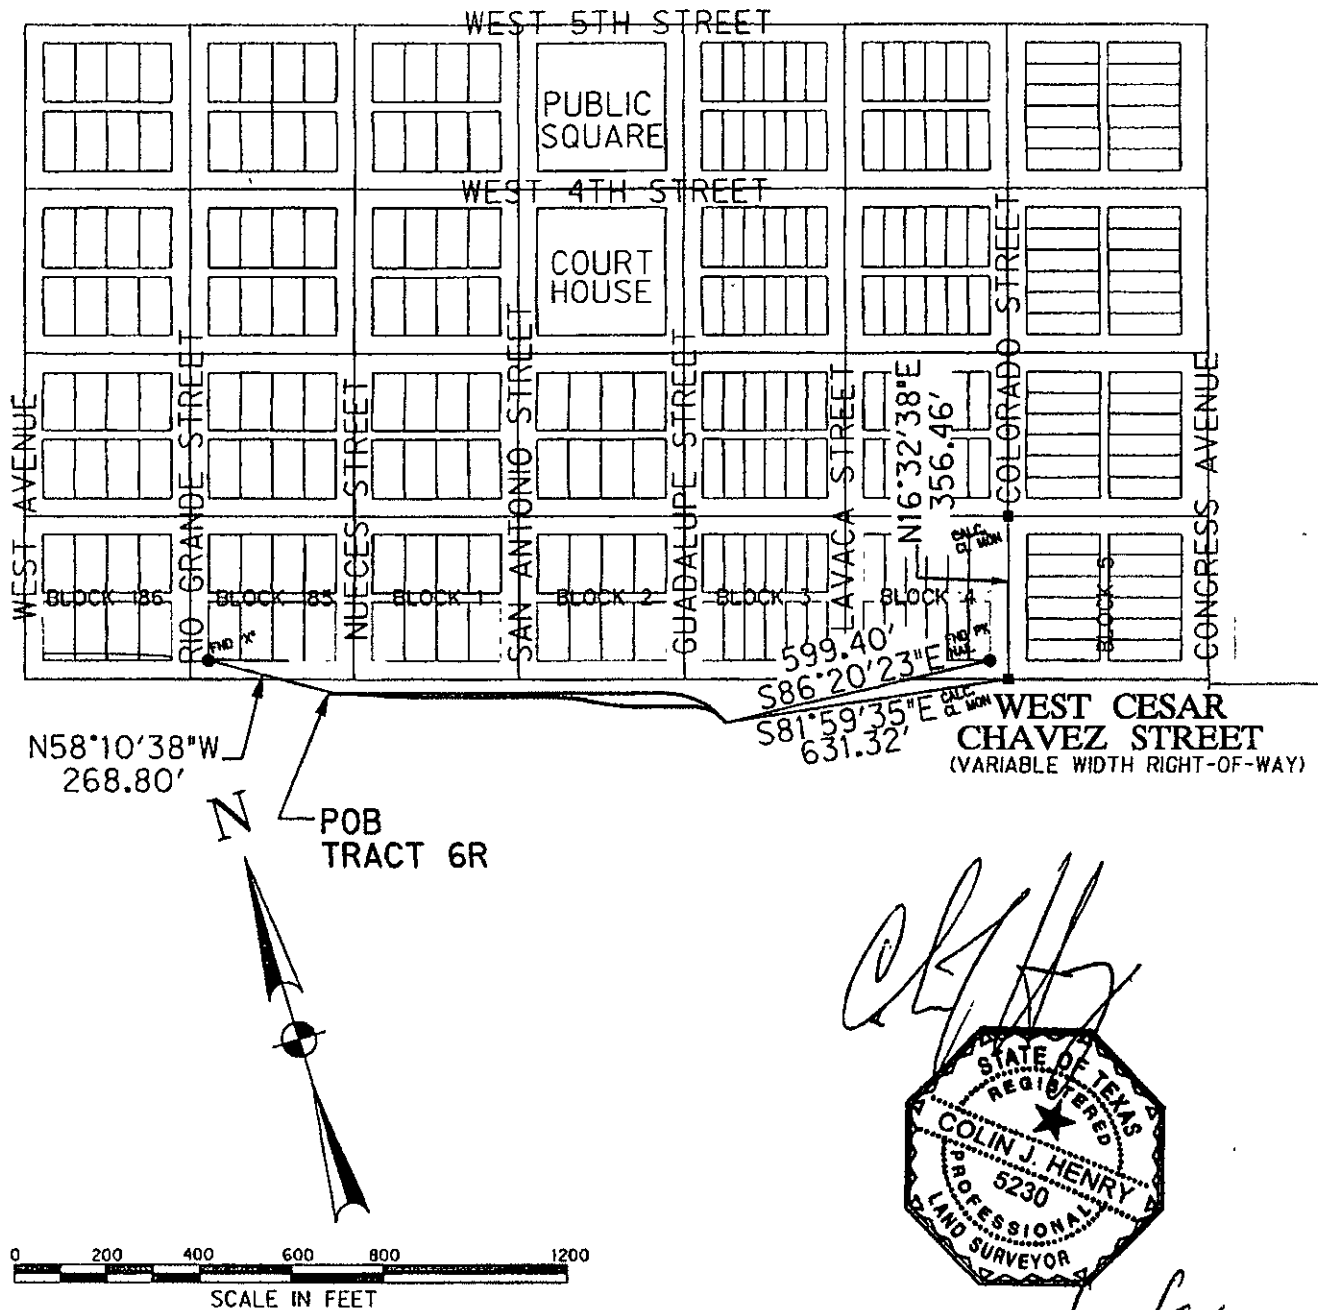 WEST 5TH STREET
PUBLIC
SQUARE
WEST 4TH STREET
COURT
HOUSE
WEST AVENUE
RIO GRANDE STREET
NUECES STREET
SAN ANTONIO STREET
GUADALUPE STREET
LAVACA STREET
N16°32'38"E
356.46'
COLORADO STREET
CONGRESS AVENUE
CALC.
CL MON
BLOCK 186
BLOCK 185
BLOCK 1
BLOCK 2
BLOCK 3
BLOCK 4
BLOCK 5
FND "X"
FND PK
NAIL
599.40'
S86°20'23"E
S81°59'35"E
631.32'
CALC.
CL MON
WEST CESAR
CHAVEZ STREET
(VARIABLE WIDTH RIGHT-OF-WAY)
N58°10'38"W
268.80'
POB
TRACT 6R
N
STATE OF TEXAS
REGISTERED
COLIN J. HENRY
5230
PROFESSIONAL
LAND SURVEYOR
0 200 400 600 800 1200
SCALE IN FEET